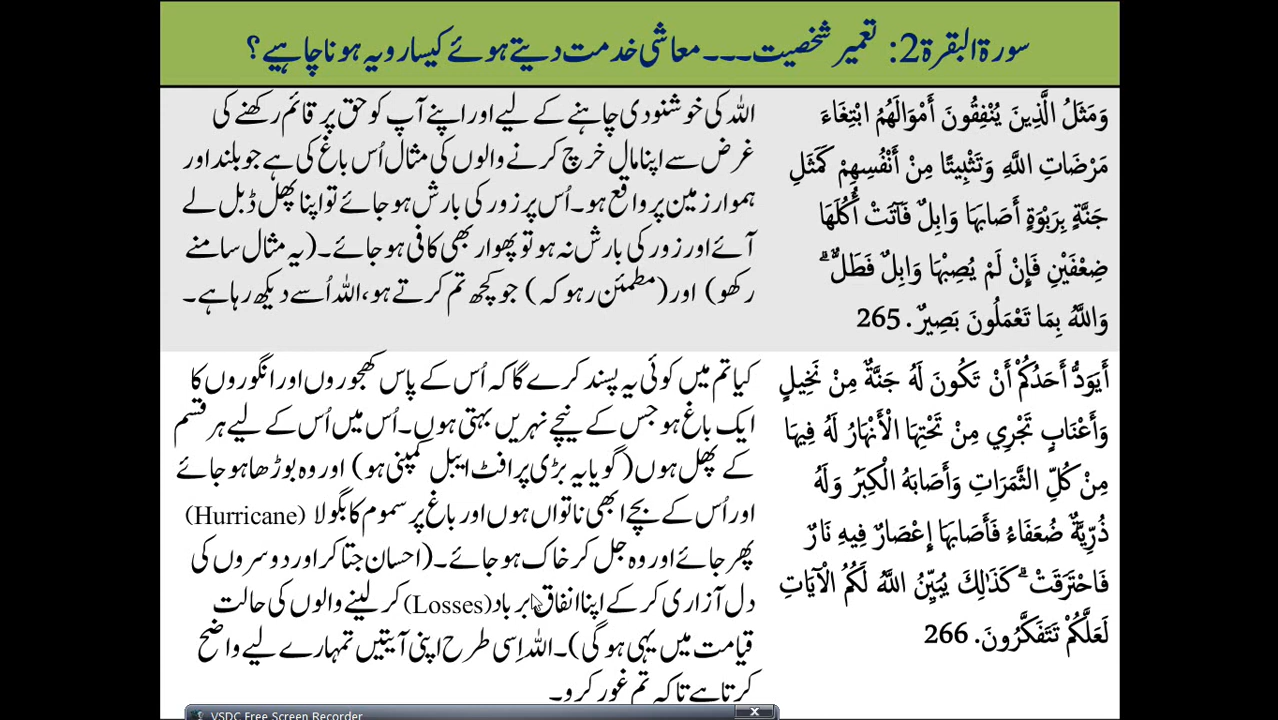 سورۃ البقرۃ 2: تعمیر شخصیت۔۔۔ معاشی خدمت دیتے ہوئے کیسا رویہ ہونا چاہیے؟
وَمَثَلُ الَّذِينَ يُنْفِقُونَ أَمْوَالَهُمُ ابْتِغَاءَ
مَرْضَاتِ اللَّهِ وَتَثْبِيتًا مِنْ أَنْفُسِهِمْ كَمَثَلِ
جَنَّةٍ بِرَبْوَةٍ أَصَابَهَا وَابِلٌ فَآتَتْ أُكُلَهَا
ضِعْفَيْنِ فَإِنْ لَمْ يُصِبْهَا وَابِلٌ فَطَلٌّ ۗ
وَاللَّهُ بِمَا تَعْمَلُونَ بَصِيرٌ. 265
اللہ کی خوشنودی چاہنے کے لیے اور اپنے آپ کو حق پر قائم رکھنے کی
غرض سے اپنا مال خرچ کرنے والوں کی مثال اُس باغ کی ہے جو بلند اور
ہموار زمین پر واقع ہو۔ اُس پر زور کی بارش ہو جائے تو اپنا پھل ڈبل لے
آئے اور زور کی بارش نہ ہو تو پھوار بھی کافی ہو جائے۔ (یہ مثال سامنے
رکھو) اور (مطمئن رہو کہ) جو کچھ تم کرتے ہو، اللہ اُسے دیکھ رہا ہے۔
أَيَوَدُّ أَحَدُكُمْ أَنْ تَكُونَ لَهُ جَنَّةٌ مِنْ نَخِيلٍ
وَأَعْنَابٍ تَجْرِي مِنْ تَحْتِهَا الْأَنْهَارُ لَهُ فِيهَا
مِنْ كُلِّ الثَّمَرَاتِ وَأَصَابَهُ الْكِبَرُ وَلَهُ
ذُرِّيَّةٌ ضُعَفَاءُ فَأَصَابَهَا إِعْصَارٌ فِيهِ نَارٌ
فَاحْتَرَقَتْ ۗ كَذَٰلِكَ يُبَيِّنُ اللَّهُ لَكُمُ الْآيَاتِ
لَعَلَّكُمْ تَتَفَكَّرُونَ. 266
کیا تم میں کوئی یہ پسند کرے گا کہ اُس کے پاس کھجوروں اور انگوروں کا
ایک باغ ہو جس کے نیچے نہریں بہتی ہوں۔ اُس میں اُس کے لیے ہر قسم
کے پھل ہوں (گویا یہ بڑی پرافٹ ایبل کمپنی ہو) اور وہ بوڑھا ہو جائے
اور اُس کے بچے ابھی ناتواں ہوں اور باغ پر سموم کا بگولا (Hurricane)
پھر جائے اور وہ جل کر خاک ہو جائے۔ (احسان جتا کر اور دوسروں کی
دل آزاری کر کے اپنا انفاق برباد (Losses) کر لینے والوں کی حالت
قیامت میں یہی ہو گی)۔ اللہ اِسی طرح اپنی آیتیں تمہارے لیے واضح
کرتا ہے تاکہ تم غور کرو۔
VSDC Free Screen Recorder